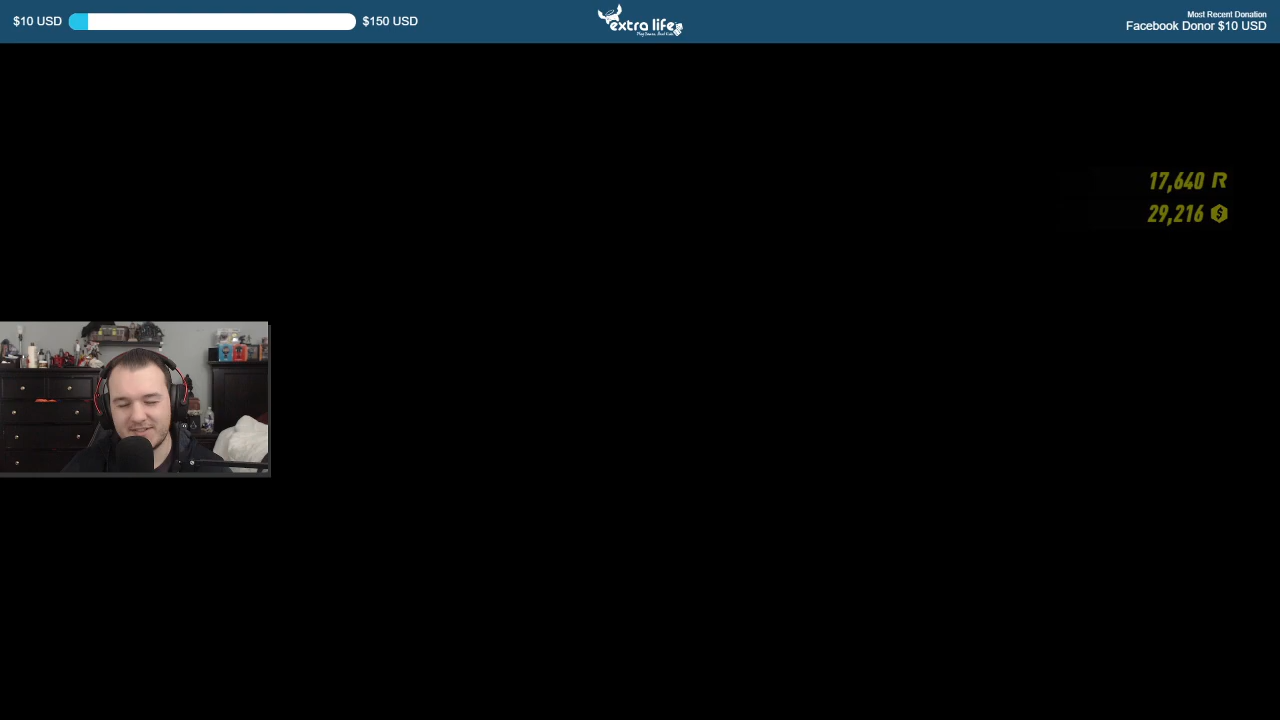 $10 USD
$150 USD
extra life
Most Recent Donation
Facebook Donor $10 USD
17,640 R
29,216